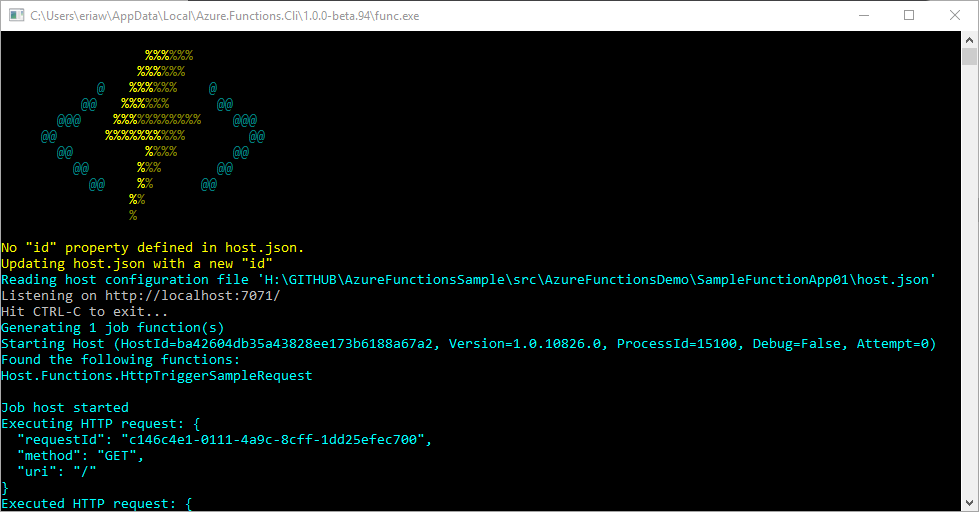 C:\Users\eriaw\AppData\Local\Azure.Functions.Cli\1.0.0-beta.94\func.exe
%%%%%%
%%%%%%
@ %%%%%% @
@@ %%%%%% @@
@@@ %%%%%%%%%%% @@@
@@ %%%%%%%%%% @@
@@ %%%% @@
@@ %%% @@
@@ %% @@
%%
%
No "id" property defined in host.json.
Updating host.json with a new "id"
Reading host configuration file 'H:\GITHUB\AzureFunctionsSample\src\AzureFunctionsDemo\SampleFunctionApp01\host.json'
Listening on http://localhost:7071/
Hit CTRL-C to exit...
Generating 1 job function(s)
Starting Host (HostId=ba42604db35a43828ee173b6188a67a2, Version=1.0.10826.0, ProcessId=15100, Debug=False, Attempt=0)
Found the following functions:
Host.Functions.HttpTriggerSampleRequest
Job host started
Executing HTTP request: {
  "requestId": "c146c4e1-0111-4a9c-8cff-1dd25efec700",
  "method": "GET",
  "uri": "/"
}
Executed HTTP request: {